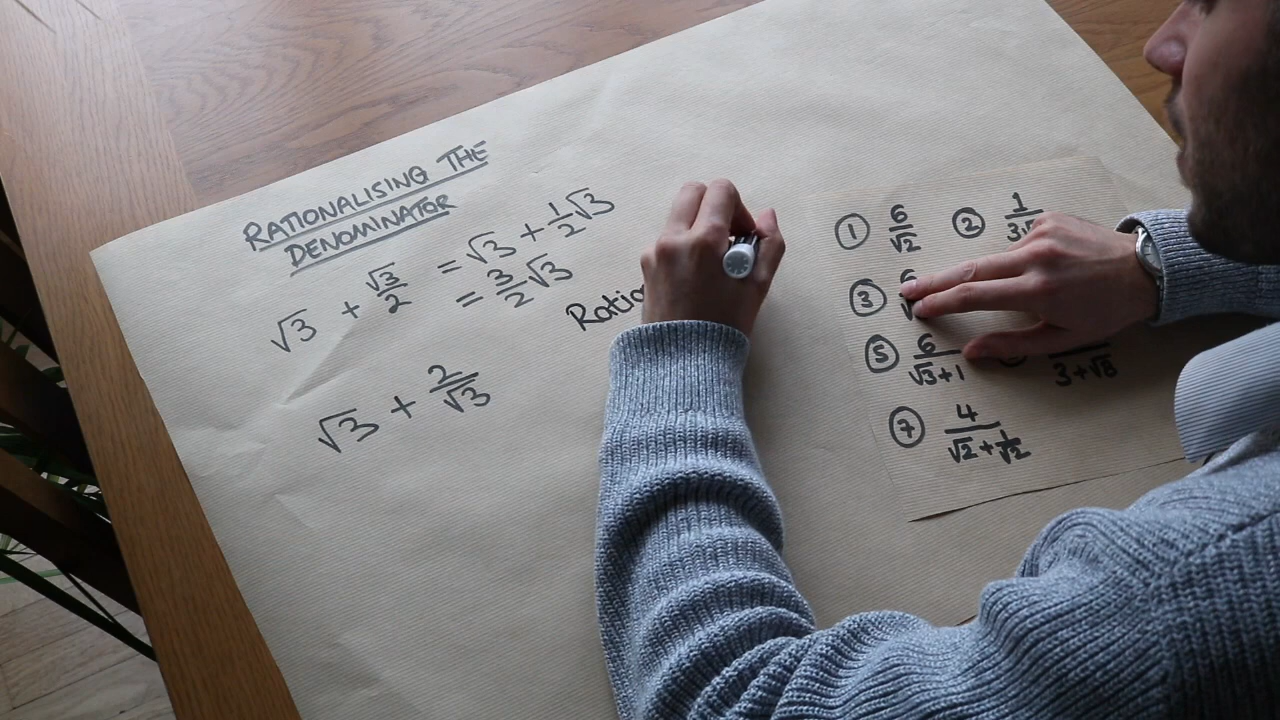 RATIONALISING THE
DENOMINATOR
√3 + √3/2 = √3 + 1/2√3
= 3/2√3
√3 + 2/√3
① 6/√2 ② 1/3√
③ 6/√
⑤ 6/(√3+1)
3+√8
⑦ 4/(√2+1/√2)